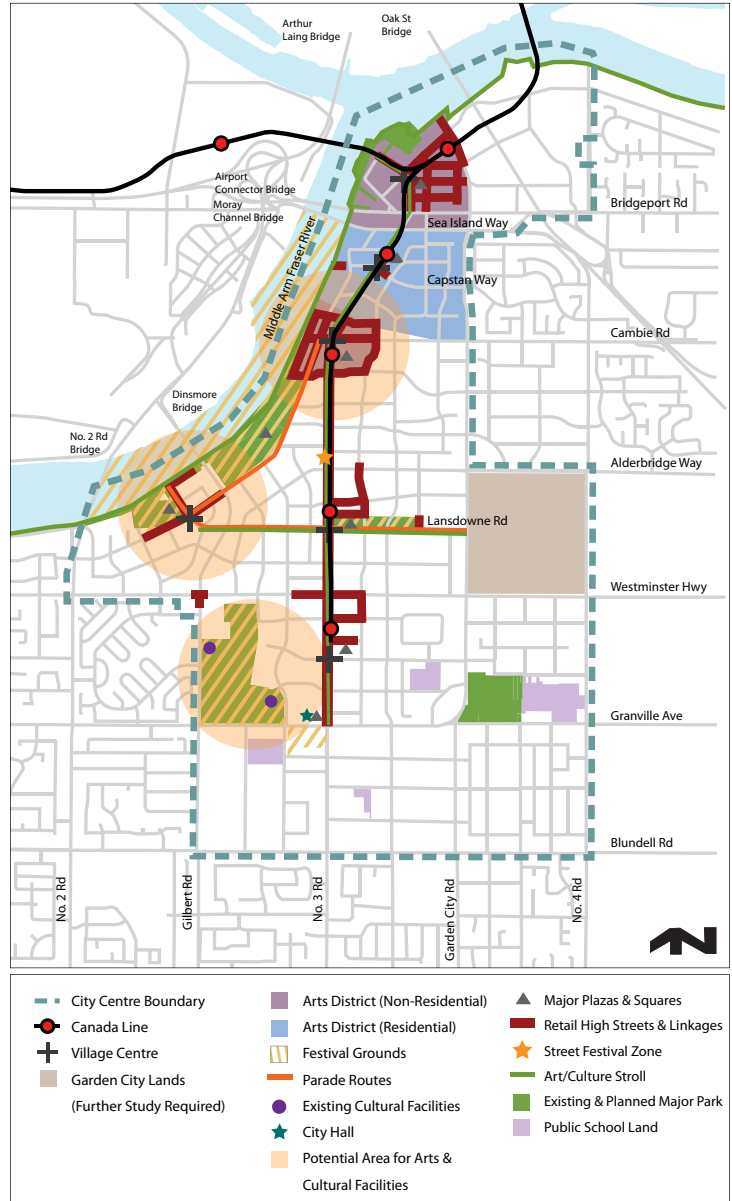 Arthur
Laing Bridge
Oak St
Bridge
Airport
Connector Bridge
Moray
Channel Bridge
Bridgeport Rd
Sea Island Way
Middle Arm Fraser River
Capstan Way
Cambie Rd
Dinsmore
Bridge
No. 2 Rd
Bridge
Alderbridge Way
Lansdowne Rd
Westminster Hwy
Granville Ave
Blundell Rd
No. 2 Rd
Gilbert Rd
No. 3 Rd
Garden City Rd
No. 4 Rd
N
City Centre Boundary
Canada Line
Village Centre
Garden City Lands
(Further Study Required)
Arts District (Non-Residential)
Arts District (Residential)
Festival Grounds
Parade Routes
Existing Cultural Facilities
City Hall
Potential Area for Arts &
Cultural Facilities
Major Plazas & Squares
Retail High Streets & Linkages
Street Festival Zone
Art/Culture Stroll
Existing & Planned Major Park
Public School Land